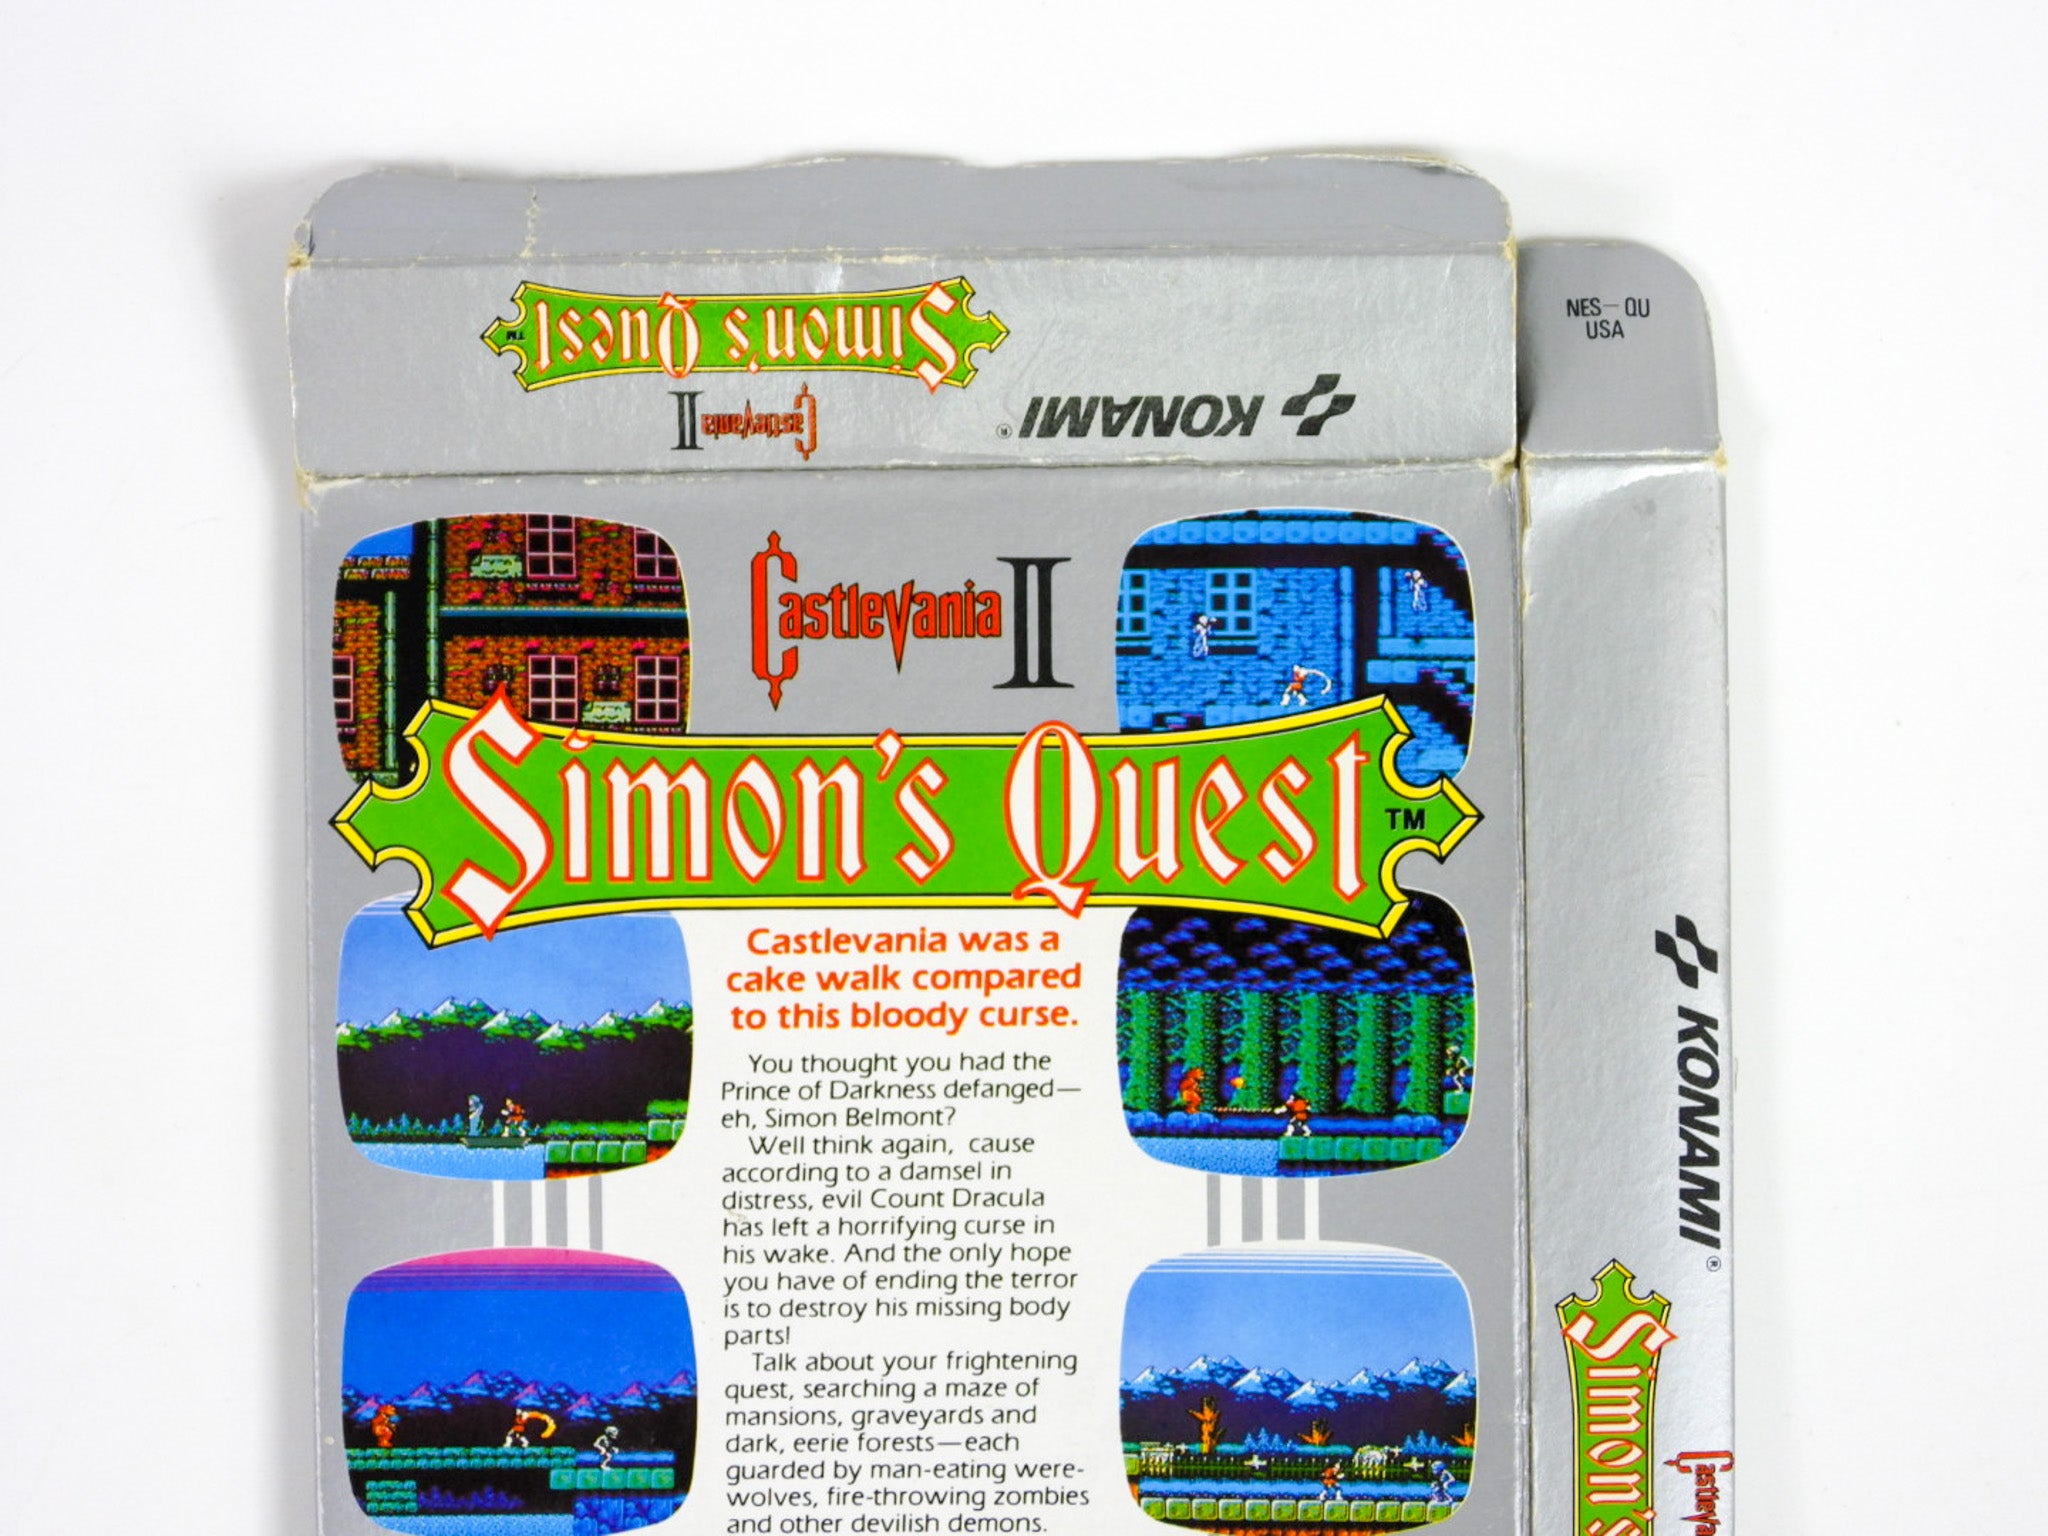 Simon's Quest ™
Castlevania II
KONAMI®
NES-QU
USA
Castlevania II
Simon's Quest ™
Castlevania was a
cake walk compared
to this bloody curse.
You thought you had the
Prince of Darkness defanged—
eh, Simon Belmont?
Well think again, cause
according to a damsel in
distress, evil Count Dracula
has left a horrifying curse in
his wake. And the only hope
you have of ending the terror
is to destroy his missing body
parts!
Talk about your frightening
quest, searching a maze of
mansions, graveyards and
dark, eerie forests—each
guarded by man-eating were-
wolves, fire-throwing zombies
and other devilish demons.
KONAMI®
Simon's
Castleva